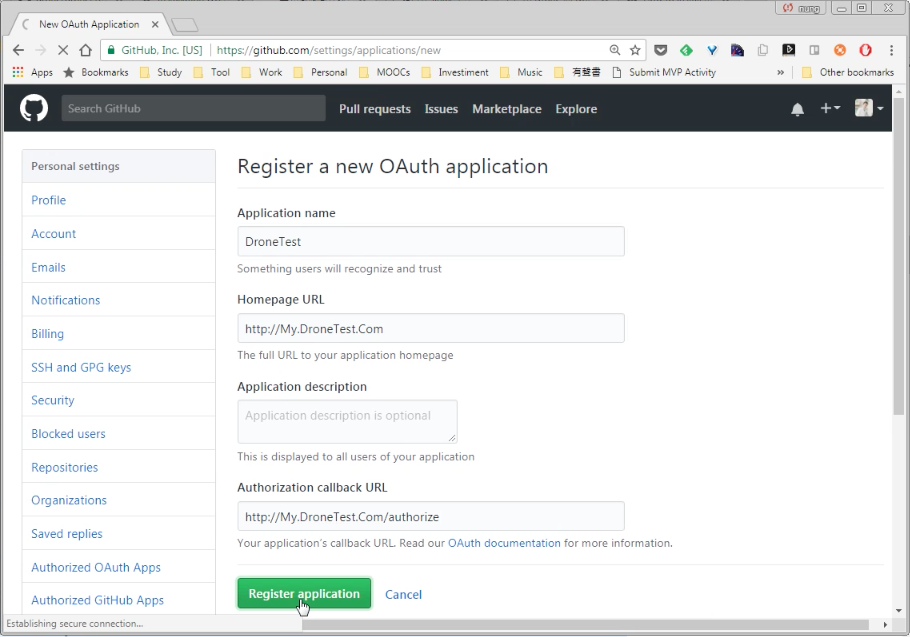 New OAuth Application
nung
GitHub, Inc. [US] https://github.com/settings/applications/new
Apps Bookmarks Study Tool Work Personal MOOCs Investiment Music 有聲書 Submit MVP Activity » Other bookmarks
Search GitHub Pull requests Issues Marketplace Explore
Personal settings
Profile
Account
Emails
Notifications
Billing
SSH and GPG keys
Security
Blocked users
Repositories
Organizations
Saved replies
Authorized OAuth Apps
Authorized GitHub Apps
Register a new OAuth application
Application name
DroneTest
Something users will recognize and trust
Homepage URL
http://My.DroneTest.Com
The full URL to your application homepage
Application description
Application description is optional
This is displayed to all users of your application
Authorization callback URL
http://My.DroneTest.Com/authorize
Your application's callback URL. Read our OAuth documentation for more information.
Register application Cancel
Establishing secure connection...